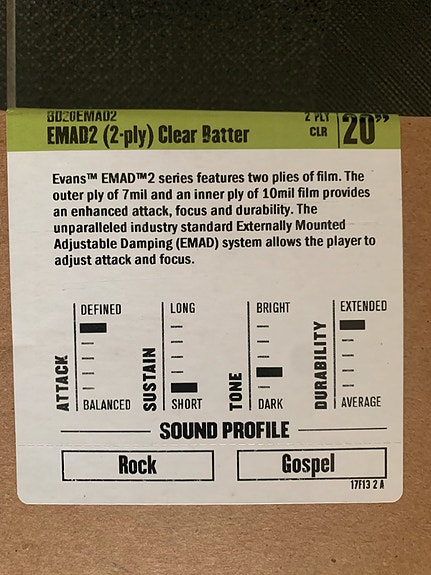 BD20EMAD2
EMAD2 (2-ply) Clear Batter
2 PLY
CLR
20"
Evans™ EMAD™2 series features two plies of film. The
outer ply of 7mil and an inner ply of 10mil film provides
an enhanced attack, focus and durability. The
unparalleled industry standard Externally Mounted
Adjustable Damping (EMAD) system allows the player to
adjust attack and focus.
ATTACK
DEFINED
BALANCED
SUSTAIN
LONG
SHORT
TONE
BRIGHT
DARK
DURABILITY
EXTENDED
AVERAGE
SOUND PROFILE
Rock
Gospel
17F13 2 A